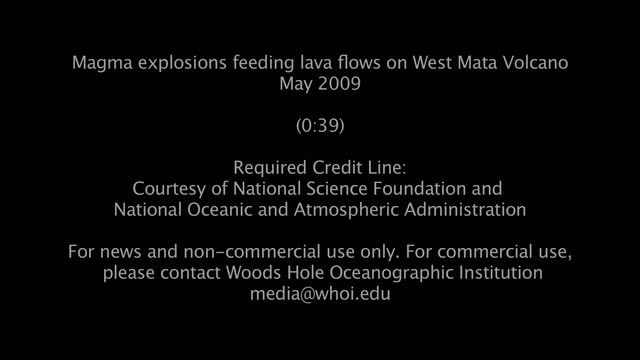 Magma explosions feeding lava flows on West Mata Volcano
May 2009
(0:39)
Required Credit Line:
Courtesy of National Science Foundation and
National Oceanic and Atmospheric Administration
For news and non-commercial use only. For commercial use,
please contact Woods Hole Oceanographic Institution
media@whoi.edu